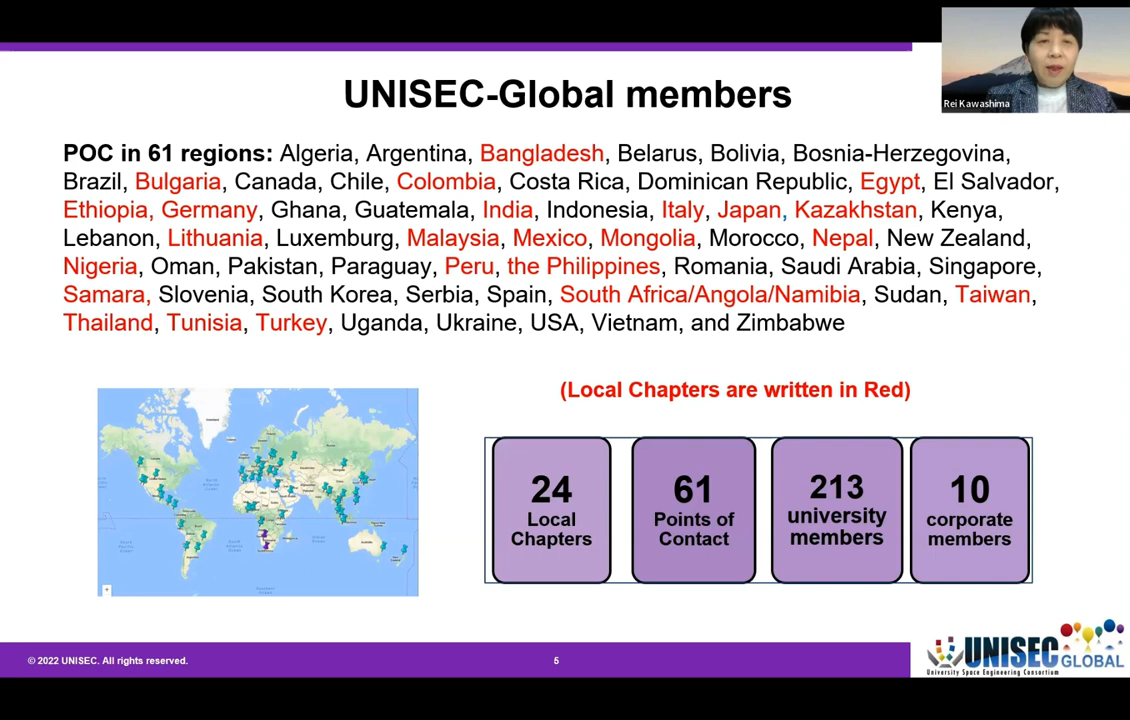 UNISEC-Global members
Rei Kawashima
POC in 61 regions: Algeria, Argentina, Bangladesh, Belarus, Bolivia, Bosnia-Herzegovina,
Brazil, Bulgaria, Canada, Chile, Colombia, Costa Rica, Dominican Republic, Egypt, El Salvador,
Ethiopia, Germany, Ghana, Guatemala, India, Indonesia, Italy, Japan, Kazakhstan, Kenya,
Lebanon, Lithuania, Luxemburg, Malaysia, Mexico, Mongolia, Morocco, Nepal, New Zealand,
Nigeria, Oman, Pakistan, Paraguay, Peru, the Philippines, Romania, Saudi Arabia, Singapore,
Samara, Slovenia, South Korea, Serbia, Spain, South Africa/Angola/Namibia, Sudan, Taiwan,
Thailand, Tunisia, Turkey, Uganda, Ukraine, USA, Vietnam, and Zimbabwe
(Local Chapters are written in Red)
24
Local
Chapters
61
Points of
Contact
213
university
members
10
corporate
members
© 2022 UNISEC. All rights reserved.
5
UNISEC GLOBAL
University Space Engineering Consortium